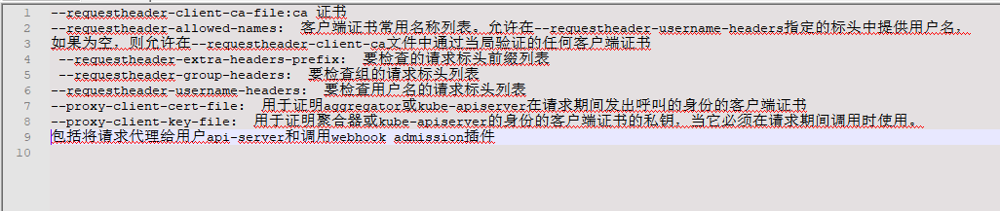 1 --requestheader-client-ca-file:ca 证书
2 --requestheader-allowed-names: 客户端证书常用名称列表。允许在--requestheader-username-headers指定的标头中提供用户名，
3 如果为空，则允许在--requestheader-client-ca文件中通过当局验证的任何客户端证书
4 --requestheader-extra-headers-prefix: 要检查的请求标头前缀列表
5 --requestheader-group-headers: 要检查组的请求标头列表
6 --requestheader-username-headers: 要检查用户名的请求标头列表
7 --proxy-client-cert-file: 用于证明aggregator或kube-apiserver在请求期间发出呼叫的身份的客户端证书
8 --proxy-client-key-file: 用于证明聚合器或kube-apiserver的身份的客户端证书的私钥，当它必须在请求期间调用时使用。
9 包括将请求代理给用户api-server和调用webhook admission插件
10